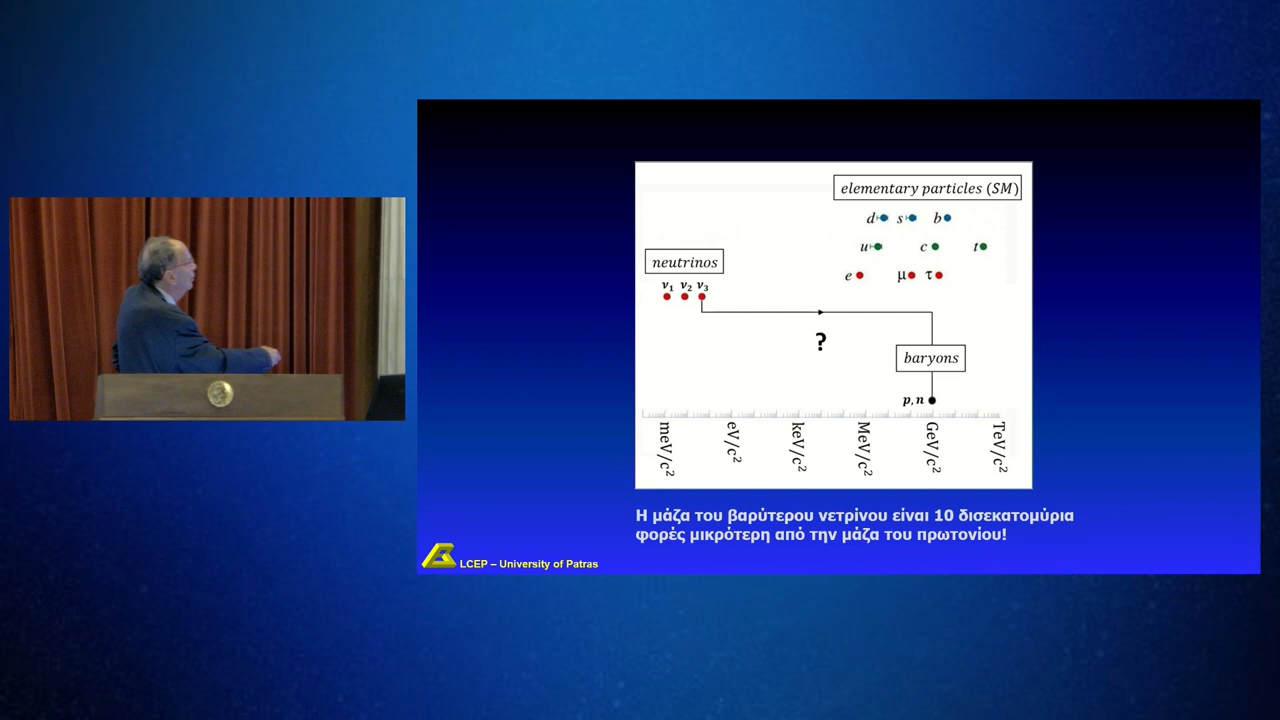 elementary particles (SM)
d s b
u c t
neutrinos
e μ τ
ν₁ ν₂ ν₃
?
baryons
p, n
meV/c² eV/c² keV/c² MeV/c² GeV/c² TeV/c²
Η μάζα του βαρύτερου νετρίνου είναι 10 δισεκατομύρια
φορές μικρότερη από την μάζα του πρωτονίου!
LCEP – University of Patras